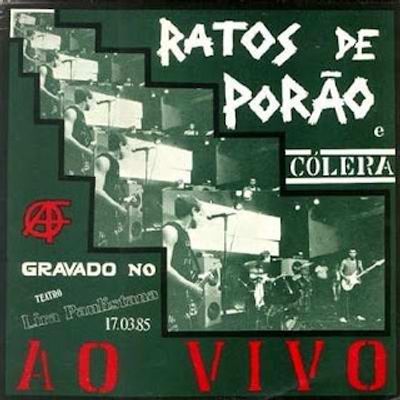 RATOS DE
PORÃO
e
CÓLERA
GRAVADO NO
TEATRO
Lira Paulistana
17.03.85
AO VIVO